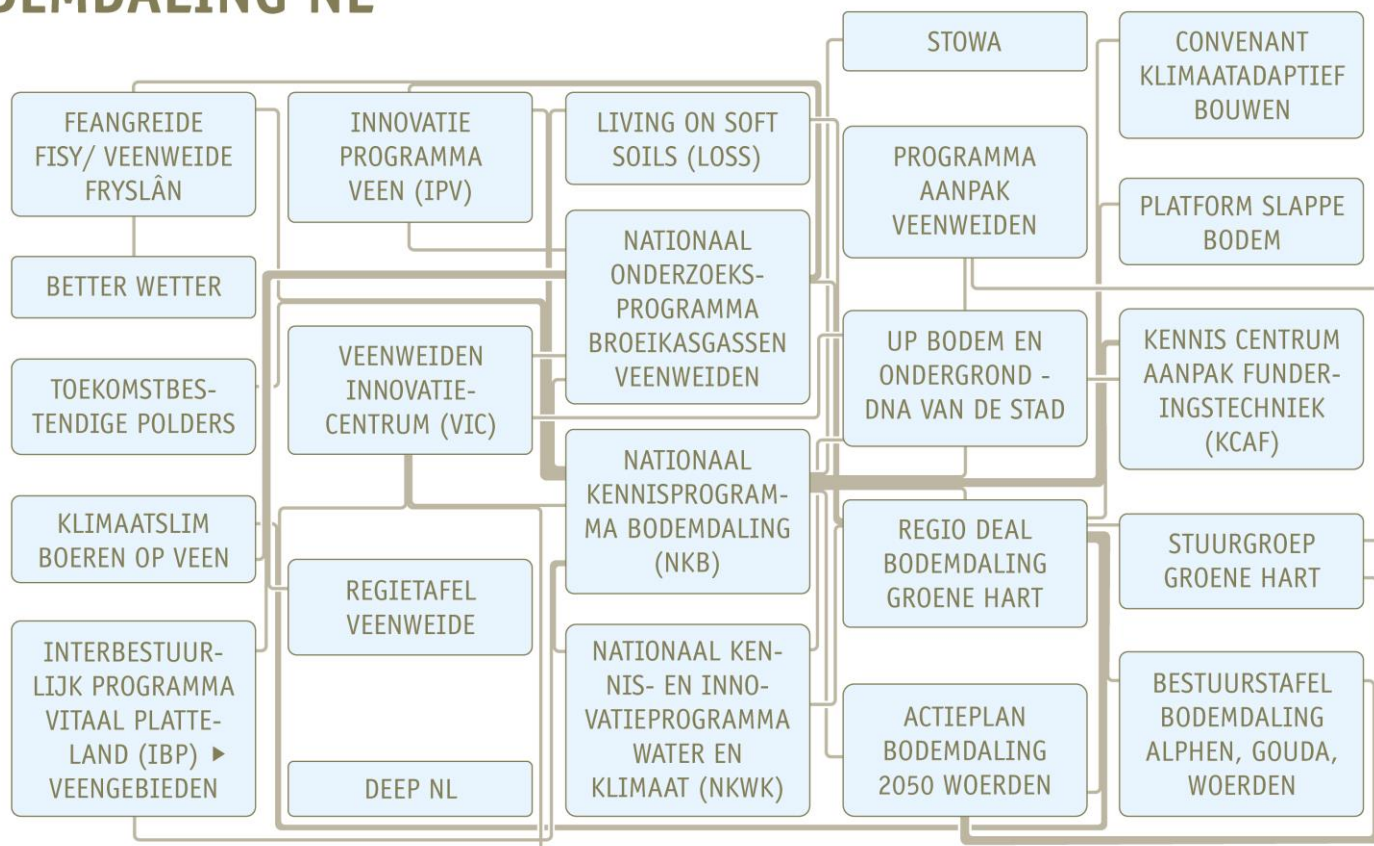 BODEMDALING NL
FEANGREIDE
FISY/ VEENWEIDE
FRYSLÂN
BETTER WETTER
TOEKOMSTBES-
TENDIGE POLDERS
KLIMAATSLIM
BOEREN OP VEEN
INTERBESTUUR-
LIJK PROGRAMMA
VITAAL PLATTE-
LAND (IBP) ▶
VEENGEBIEDEN
INNOVATIE
PROGRAMMA
VEEN (IPV)
VEENWEIDEN
INNOVATIE-
CENTRUM (VIC)
REGIETAFEL
VEENWEIDE
DEEP NL
LIVING ON SOFT
SOILS (LOSS)
NATIONAAL
ONDERZOEKS-
PROGRAMMA
BROEIKASGASSEN
VEENWEIDEN
NATIONAAL
KENNISPROGRAM-
MA BODEMDALING
(NKB)
NATIONAAL KEN-
NIS- EN INNO-
VATIEPROGRAMMA
WATER EN
KLIMAAT (NKWK)
STOWA
PROGRAMMA
AANPAK
VEENWEIDEN
UP BODEM EN
ONDERGROND -
DNA VAN DE STAD
REGIO DEAL
BODEMDALING
GROENE HART
ACTIEPLAN
BODEMDALING
2050 WOERDEN
CONVENANT
KLIMAATADAPTIEF
BOUWEN
PLATFORM SLAPPE
BODEM
KENNIS CENTRUM
AANPAK FUNDER-
INGSTECHNIEK
(KCAF)
STUURGROEP
GROENE HART
BESTUURSTAFEL
BODEMDALING
ALPHEN, GOUDA,
WOERDEN